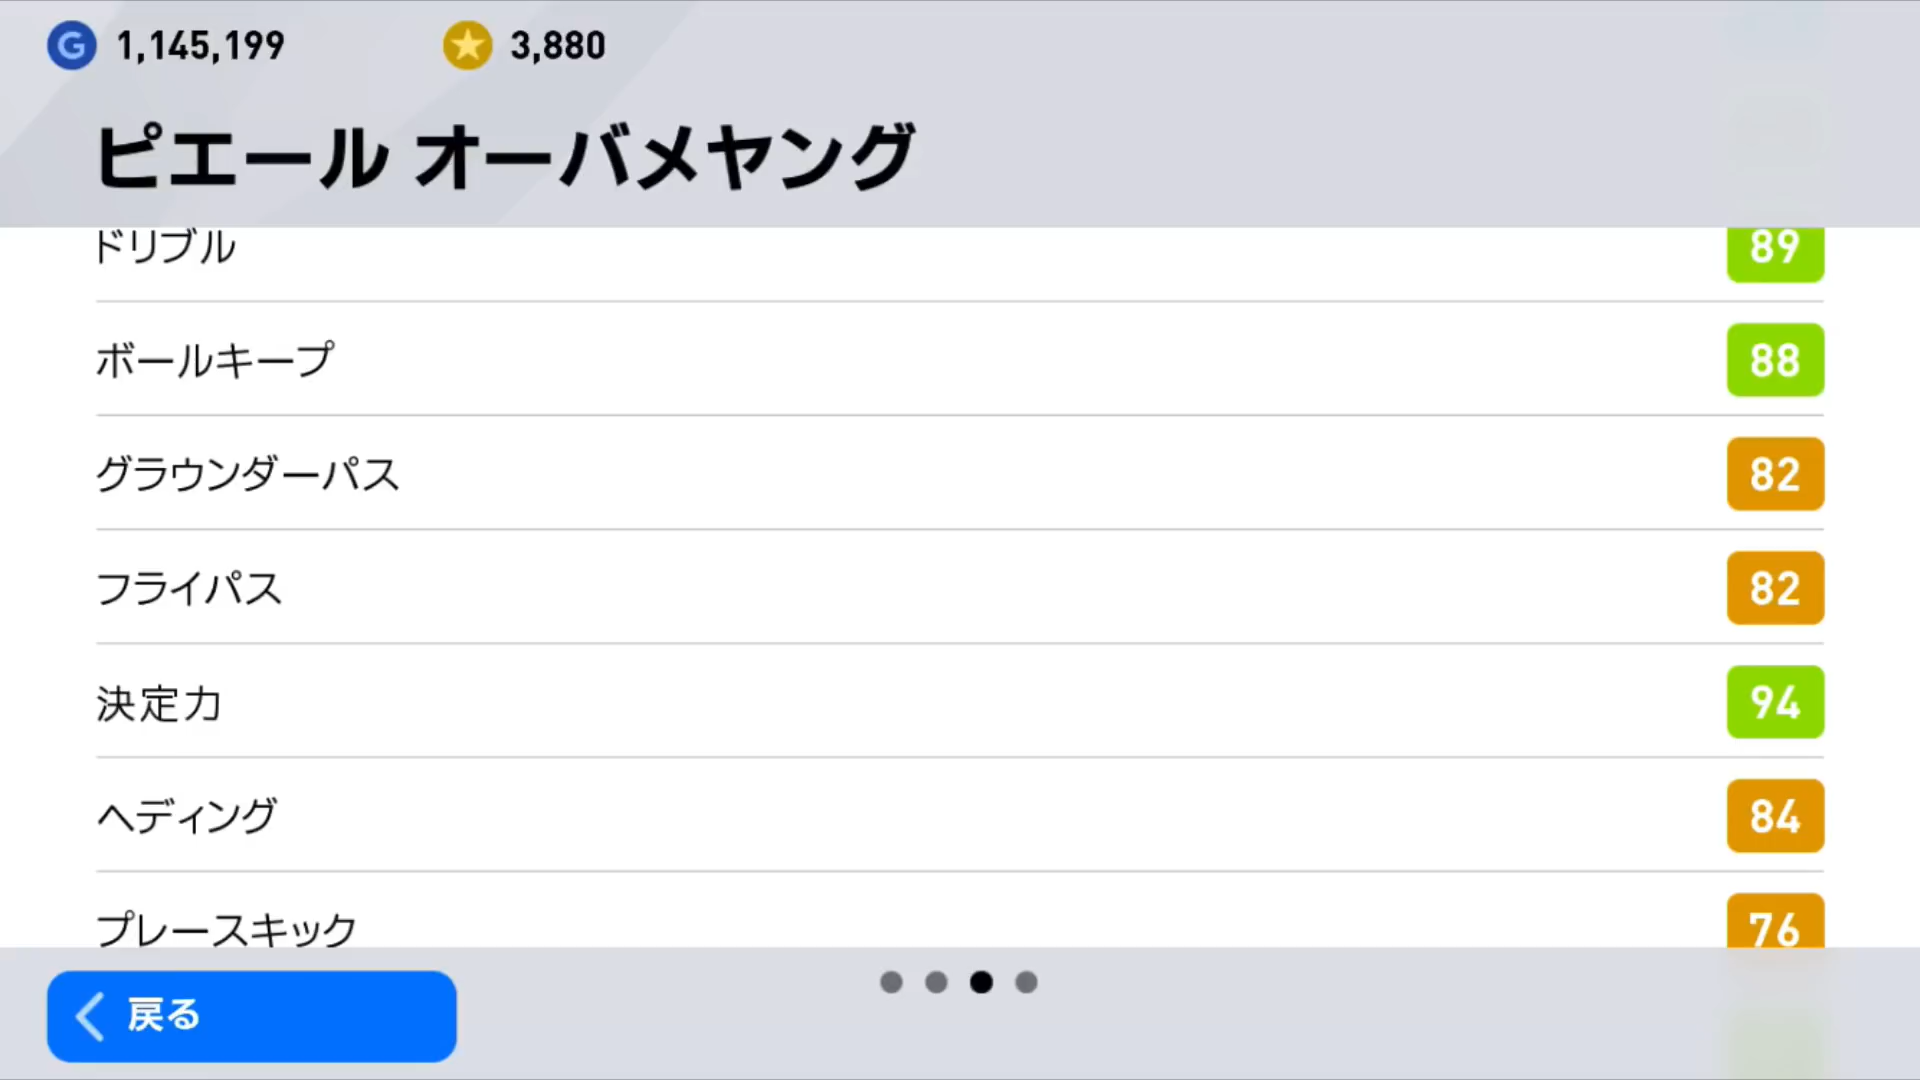 G 1,145,199 3,880
ピエール オーバメヤング
ドリブル 89
ボールキープ 88
グラウンダーパス 82
フライパス 82
決定力 94
ヘディング 84
プレースキック 76
戻る